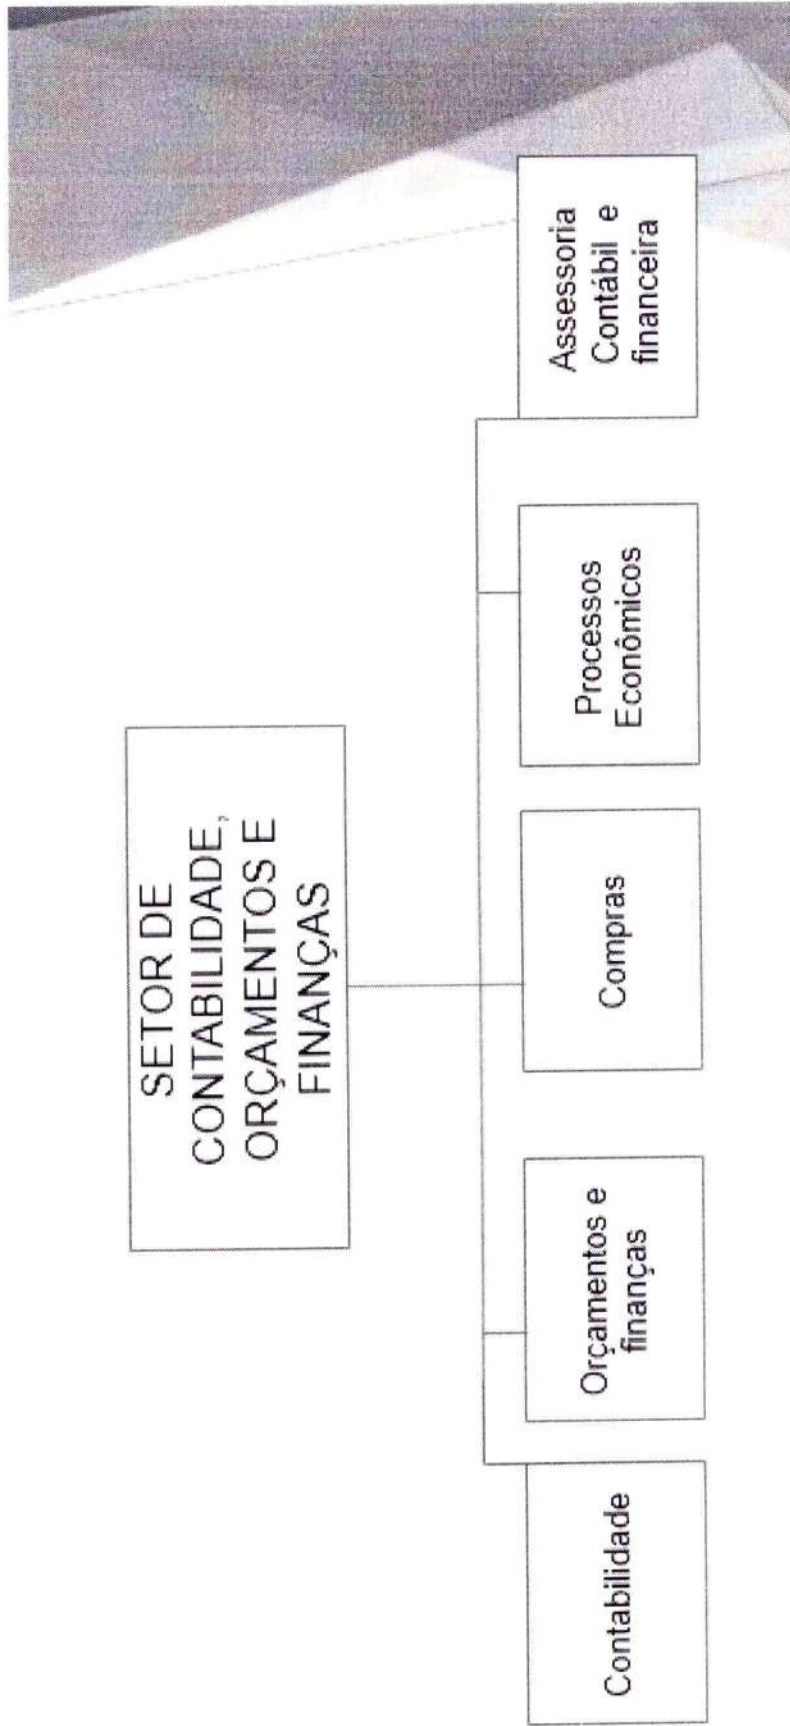 SETOR DE
CONTABILIDADE,
ORÇAMENTOS E
FINANÇAS
Contabilidade
Orçamentos e
finanças
Compras
Processos
Econômicos
Assessoria
Contábil e
financeira